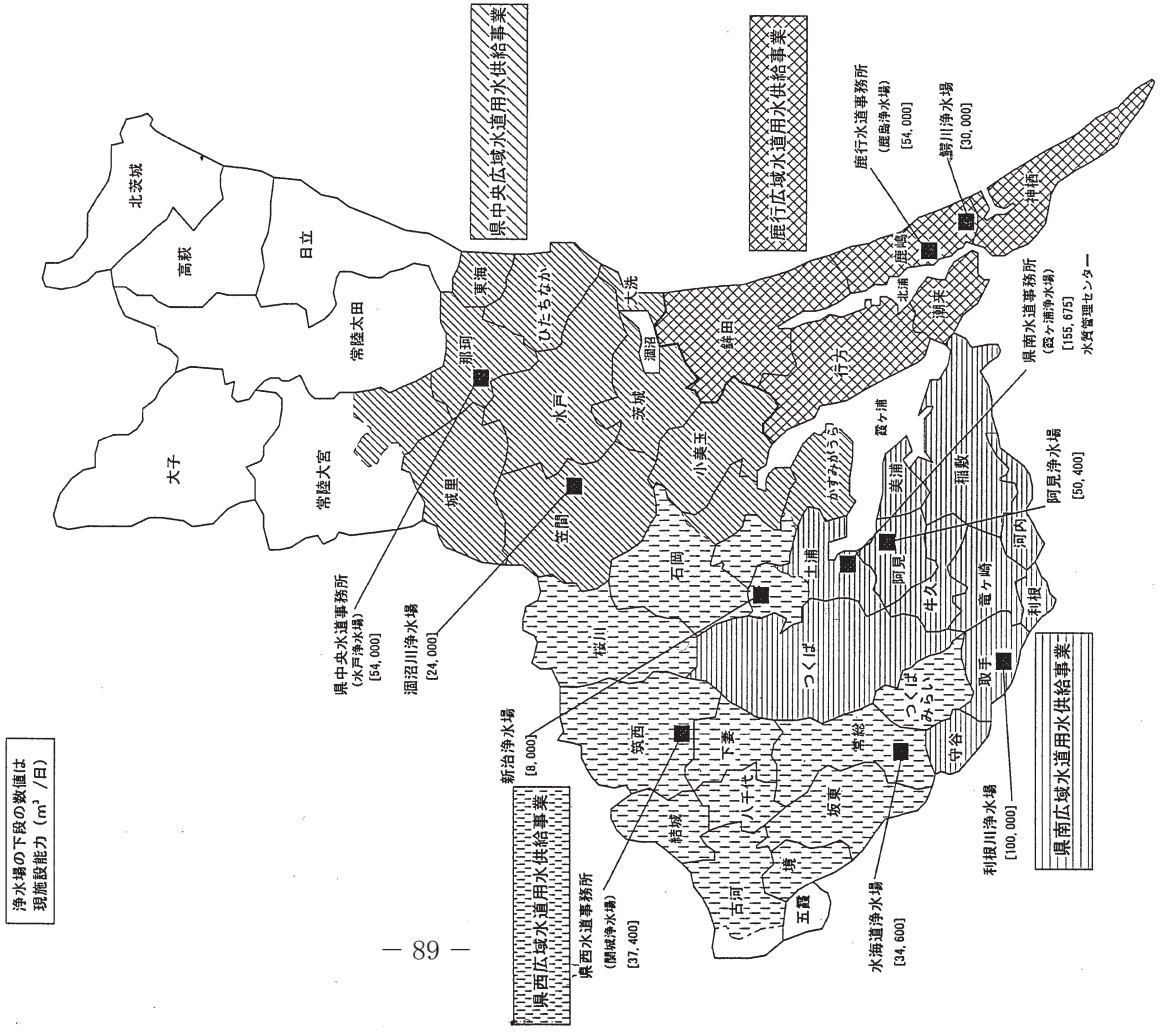 浄水場の下段の数値は
現施設能力（m³ /日）
北茨城
高萩
日立
大子
常陸太田
常陸大宮
県中央広域水道用水供給事業
東海
那珂
ひたちなか
大洗
涸沼
水戸
茨城
城里
笠間
小美玉
県中央水道事務所
（水戸浄水場）
[54,000]
涸沼川浄水場
[24,000]
鹿行広域水道用水供給事業
鹿行水道事務所
（鹿島浄水場）
[54,000]
鰐川浄水場
[30,000]
鉾田
鹿嶋
神栖
北浦
行方
潮来
霞ヶ浦
かすみがうら
石岡
桜川
土浦
美浦
稲敷
阿見
牛久
竜ヶ崎
河内
利根
つくば
つくば
みらい
取手
守谷
県南水道事務所
（霞ヶ浦浄水場）
[155,675]
水質管理センター
阿見浄水場
[50,400]
新治浄水場
[8,000]
筑西
下妻
常総
結城
八千代
坂東
古河
境
五霞
県西広域水道用水供給事業
県西水道事務所
（関城浄水場）
[37,400]
水海道浄水場
[34,600]
利根川浄水場
[100,000]
県南広域水道用水供給事業
— 89 —